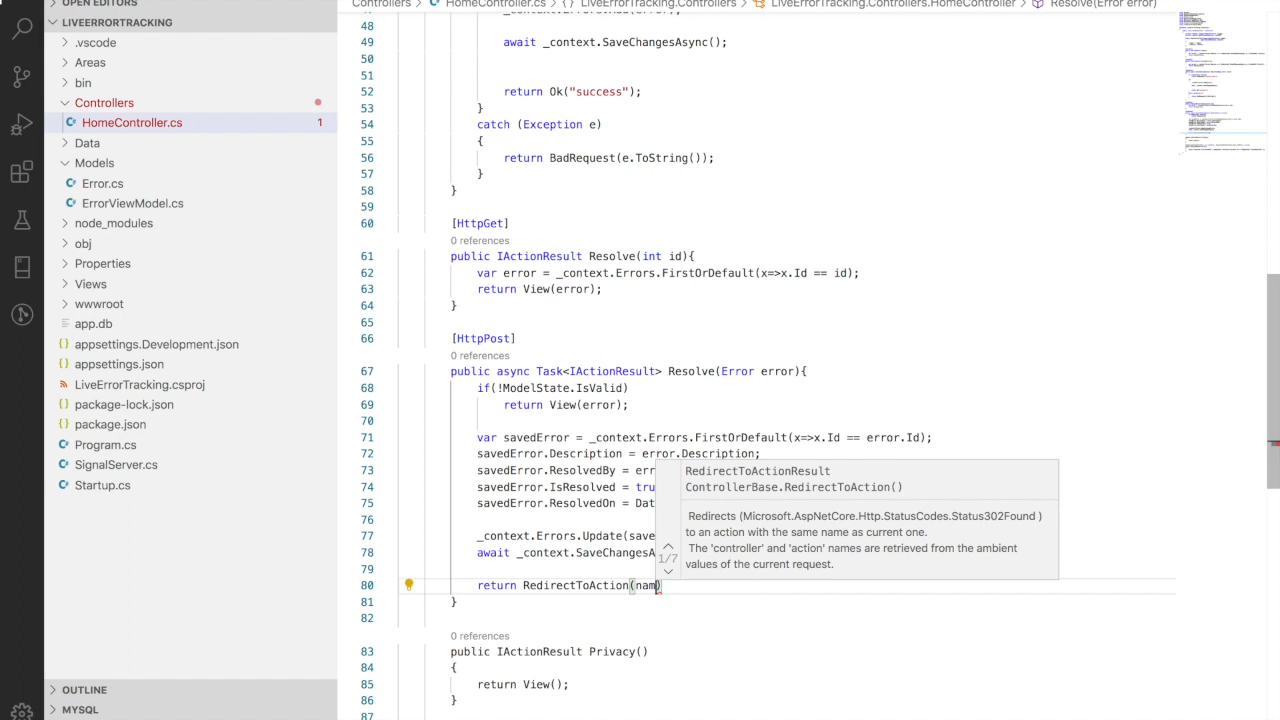 OPEN EDITORS
LIVEERRORTRACKING
.vscode
Areas
bin
Controllers
HomeController.cs 1
Data
Models
Error.cs
ErrorViewModel.cs
node_modules
obj
Properties
Views
wwwroot
app.db
appsettings.Development.json
appsettings.json
LiveErrorTracking.csproj
package-lock.json
package.json
Program.cs
SignalServer.cs
Startup.cs
OUTLINE
MYSQL
Controllers > HomeController.cs > {} LiveErrorTracking.Controllers > LiveErrorTracking.Controllers.HomeController > Resolve(Error error)
48
49 await _context.SaveChangesAsync();
50
51
52 return Ok("success");
53 }
54 catch (Exception e)
55 {
56 return BadRequest(e.ToString());
57 }
58 }
59
60 [HttpGet]
0 references
61 public IActionResult Resolve(int id){
62 var error = _context.Errors.FirstOrDefault(x=>x.Id == id);
63 return View(error);
64 }
65
66 [HttpPost]
0 references
67 public async Task<IActionResult> Resolve(Error error){
68 if(!ModelState.IsValid)
69 return View(error);
70
71 var savedError = _context.Errors.FirstOrDefault(x=>x.Id == error.Id);
72 savedError.Description = error.Description;
73 savedError.ResolvedBy = err
74 savedError.IsResolved = tru
75 savedError.ResolvedOn = Dat
76
77 _context.Errors.Update(save
78 await _context.SaveChangesA
79
80 return RedirectToAction(nam)
81 }
82
0 references
83 public IActionResult Privacy()
84 {
85 return View();
86 }
87
RedirectToActionResult
ControllerBase.RedirectToAction()
1/7
Redirects (Microsoft.AspNetCore.Http.StatusCodes.Status302Found )
to an action with the same name as current one.
The 'controller' and 'action' names are retrieved from the ambient
values of the current request.